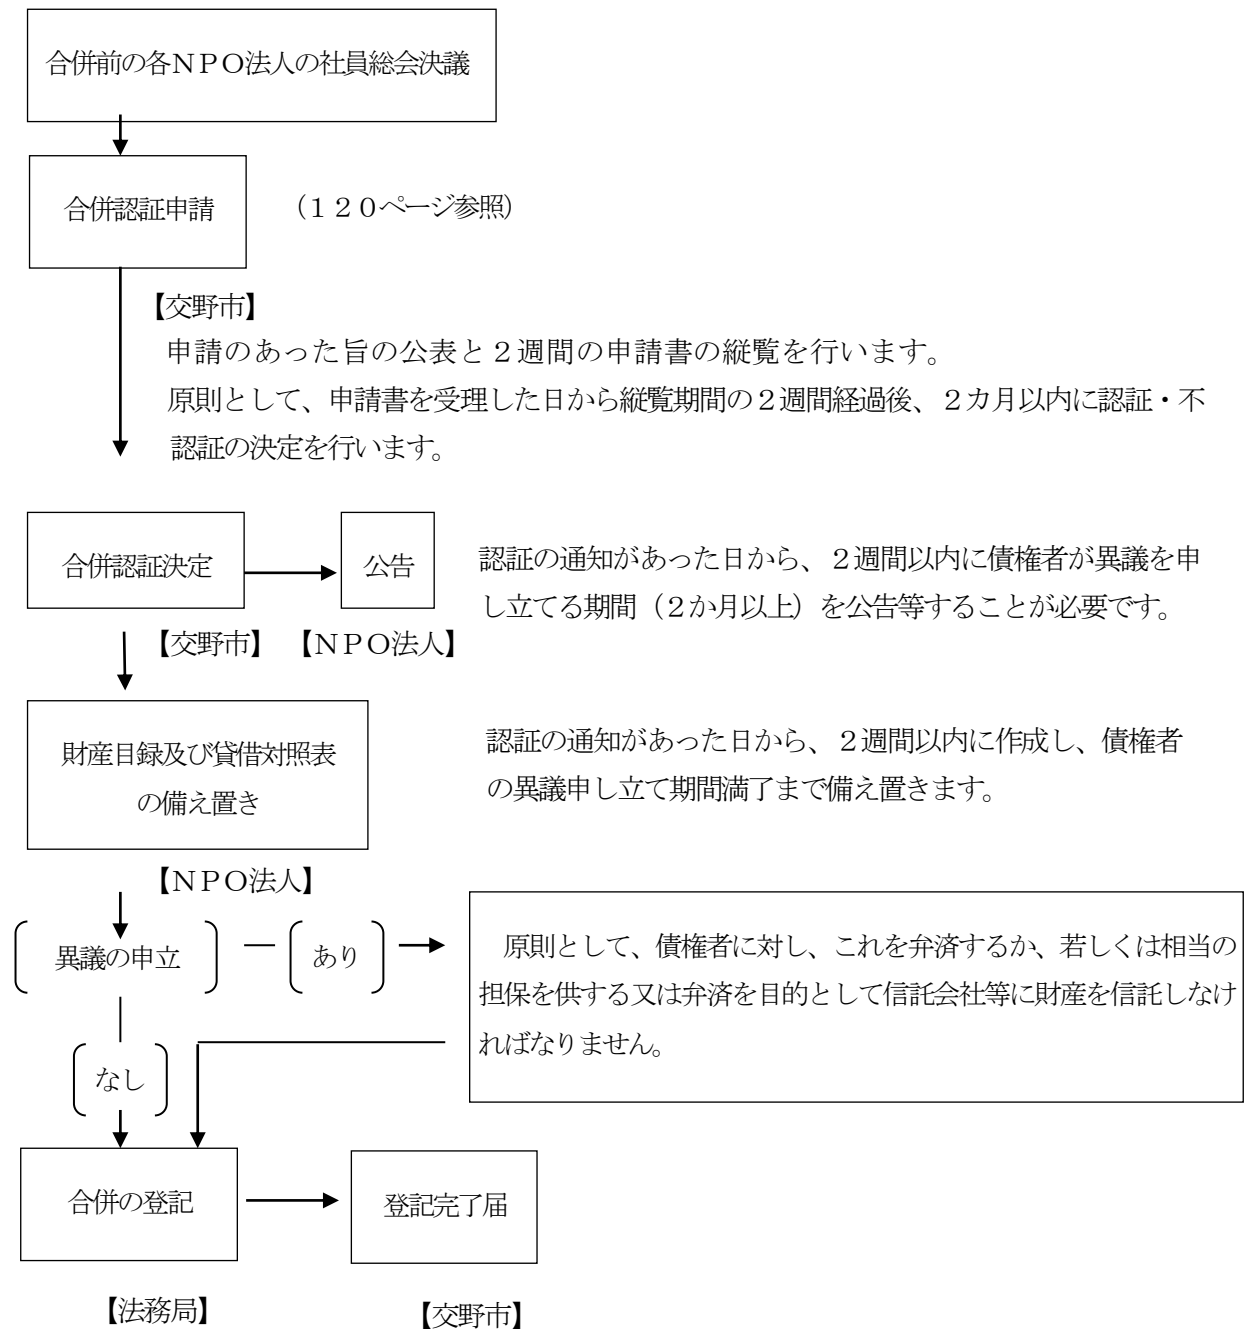 合併前の各ＮＰＯ法人の社員総会決議
合併認証申請
（１２０ページ参照）
【交野市】
申請のあった旨の公表と２週間の申請書の縦覧を行います。
原則として、申請書を受理した日から縦覧期間の２週間経過後、２カ月以内に認証・不
認証の決定を行います。
合併認証決定
公告
認証の通知があった日から、２週間以内に債権者が異議を申
し立てる期間（２か月以上）を公告等することが必要です。
【交野市】
【ＮＰＯ法人】
財産目録及び貸借対照表
の備え置き
認証の通知があった日から、２週間以内に作成し、債権者
の異議申し立て期間満了まで備え置きます。
【ＮＰＯ法人】
異議の申立
あり
原則として、債権者に対し、これを弁済するか、若しくは相当の
担保を供する又は弁済を目的として信託会社等に財産を信託しなけ
ればなりません。
なし
合併の登記
登記完了届
【法務局】
【交野市】